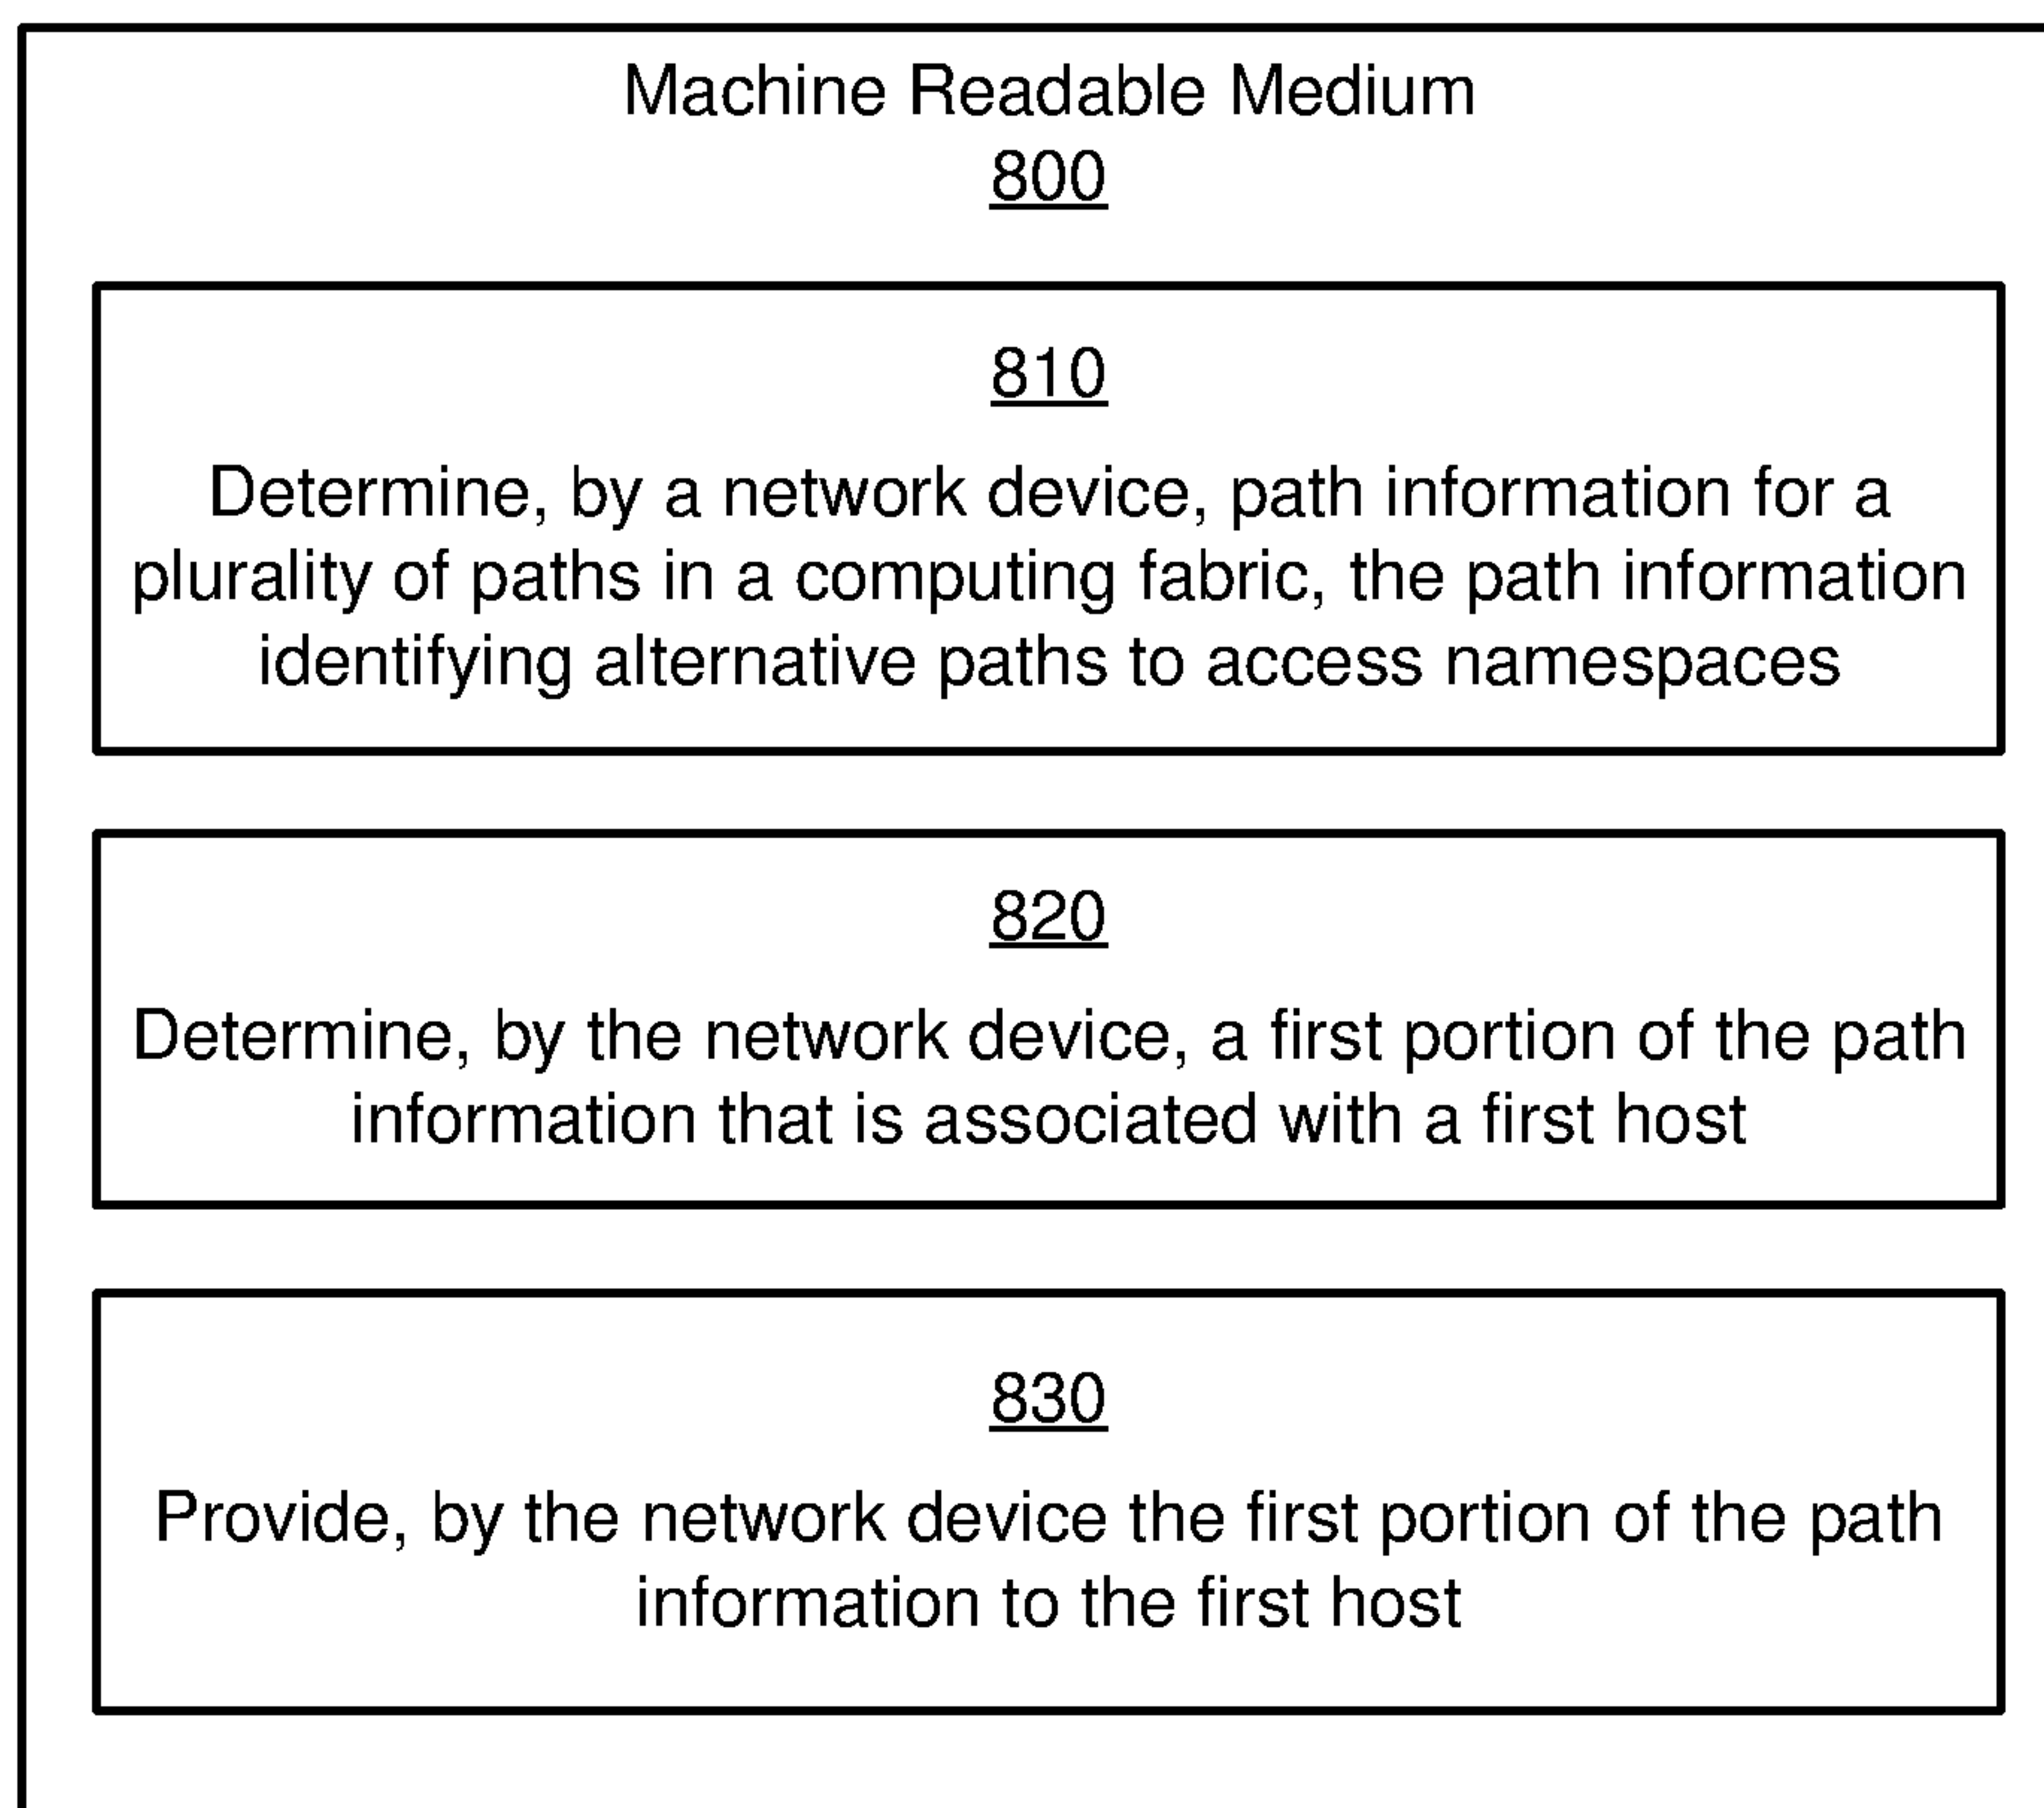 Machine Readable Medium
800
810
Determine, by a network device, path information for a
plurality of paths in a computing fabric, the path information
identifying alternative paths to access namespaces
820
Determine, by the network device, a first portion of the path
information that is associated with a first host
830
Provide, by the network device the first portion of the path
information to the first host